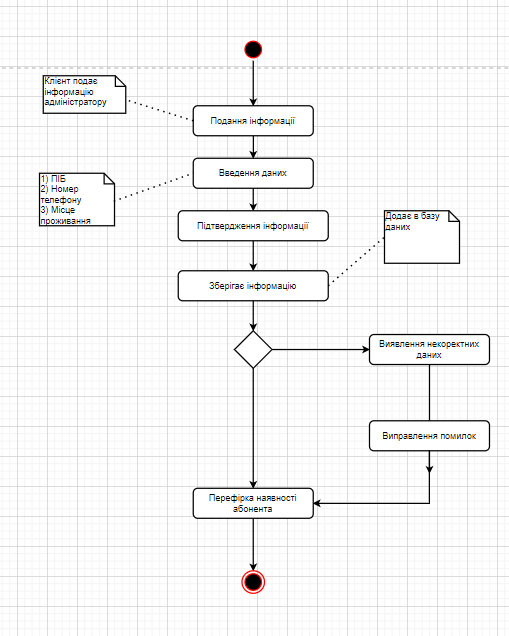 Клієнт подає
інформацію
адміністратору
Подання інформації
1) ПІБ
2) Номер
телефону
3) Місце
проживання
Введення даних
Підтвердження інформації
Додає в базу
даних
Зберігає інформацію
Виявлення некоректних
даних
Виправлення помилок
Перефірка наявності
абонента